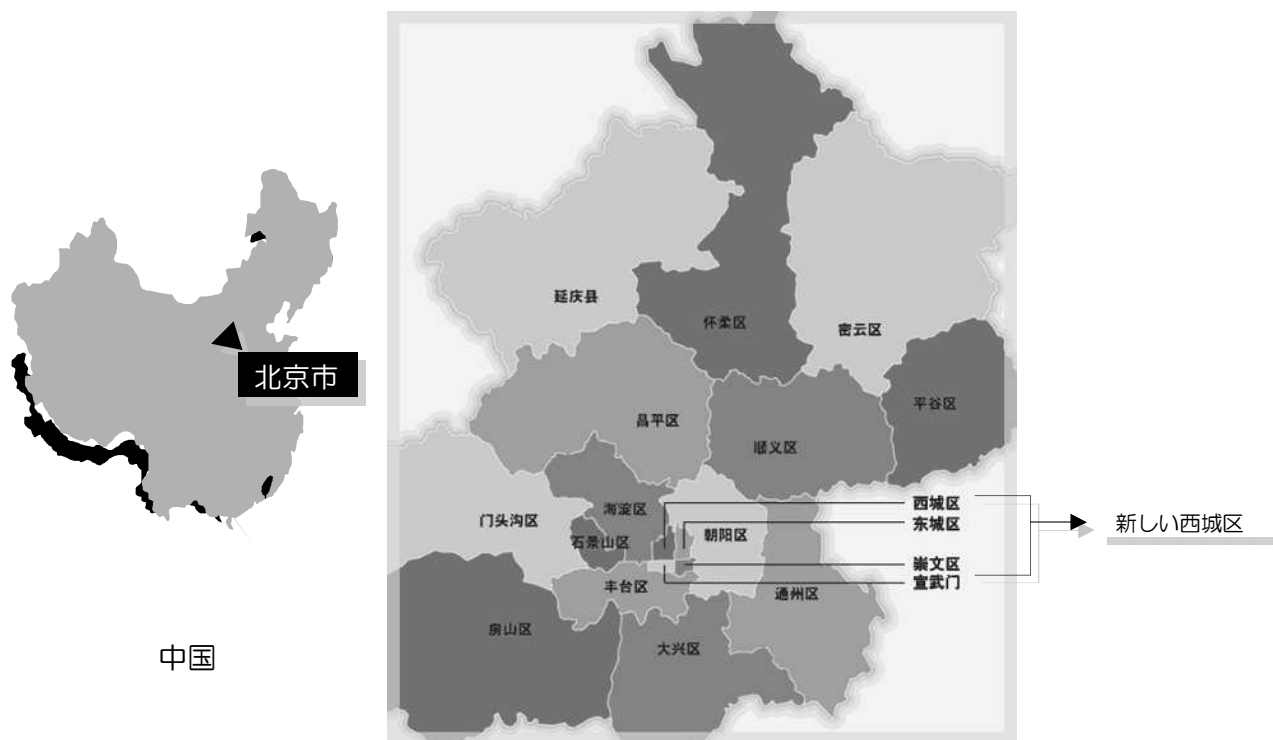 延庆县
怀柔区
密云区
北京市
平谷区
昌平区
顺义区
西城区
门头沟区
海淀区
东城区
新しい西城区
石景山区
朝阳区
崇文区
宣武门
丰台区
通州区
房山区
大兴区
中国